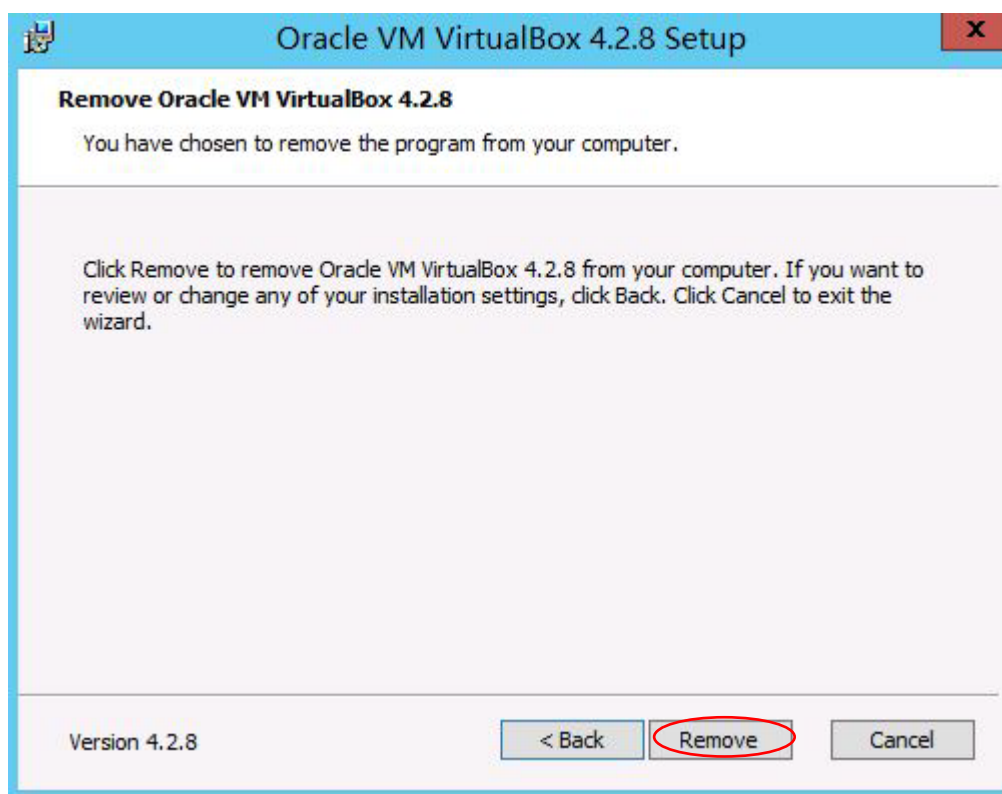 Oracle VM VirtualBox 4.2.8 Setup
x
Remove Oracle VM VirtualBox 4.2.8
You have chosen to remove the program from your computer.
Click Remove to remove Oracle VM VirtualBox 4.2.8 from your computer. If you want to
review or change any of your installation settings, click Back. Click Cancel to exit the
wizard.
Version 4.2.8
< Back
Remove
Cancel